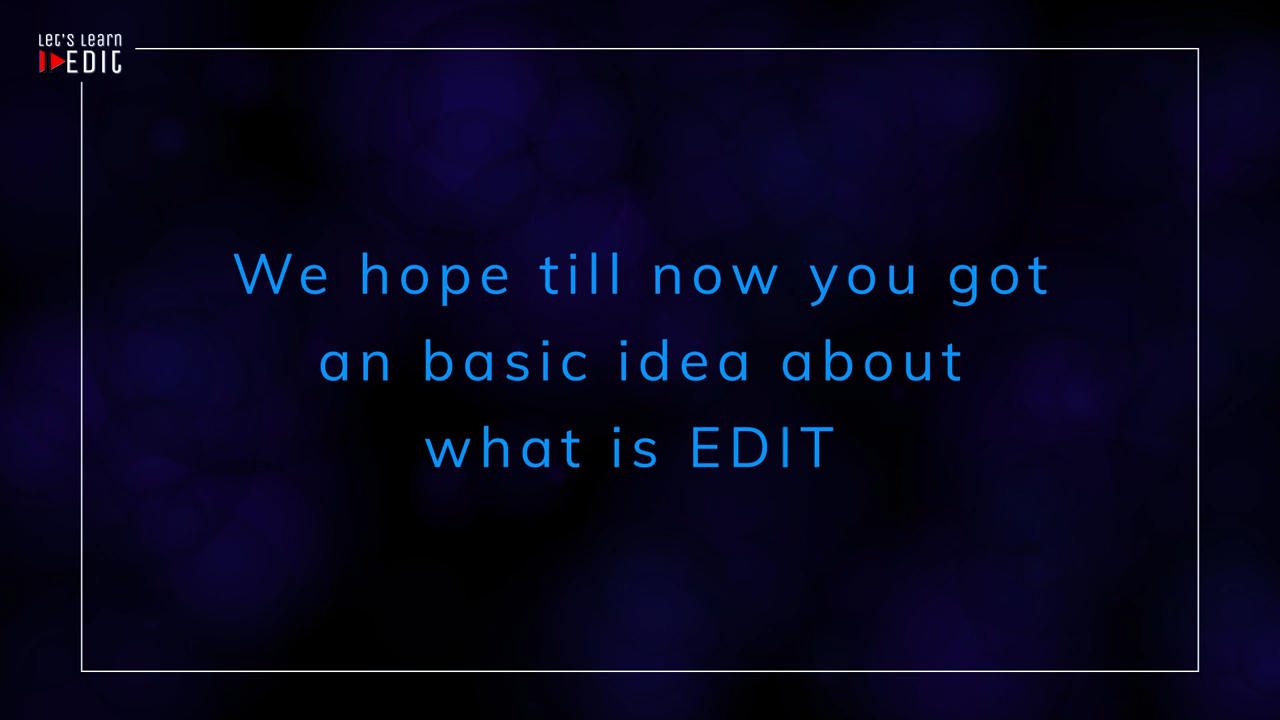 Let's Learn
EDIT
We hope till now you got
an basic idea about
what is EDIT